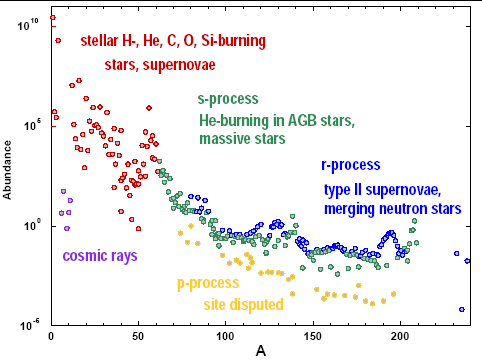 10^10
stellar H-, He, C, O, Si-burning
stars, supernovae
s-process
He-burning in AGB stars,
massive stars
10^5
r-process
type II supernovae,
merging neutron stars
Abundance
10^0
cosmic rays
p-process
site disputed
10^-5
0 50 100 150 200
A